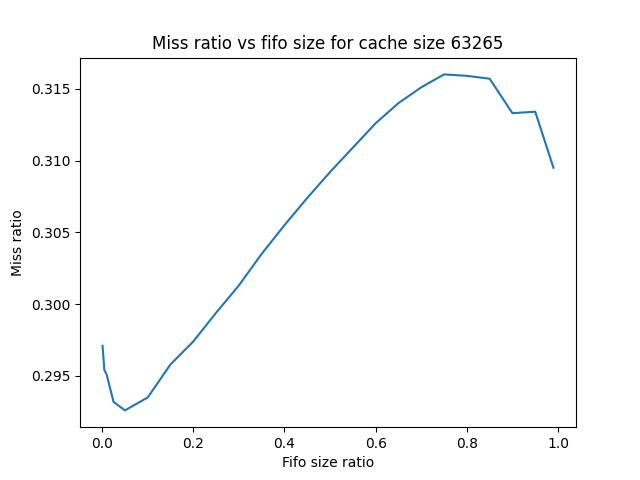 Miss ratio vs fifo size for cache size 63265
0.315
0.310
0.305
0.300
0.295
Miss ratio
0.0 0.2 0.4 0.6 0.8 1.0
Fifo size ratio